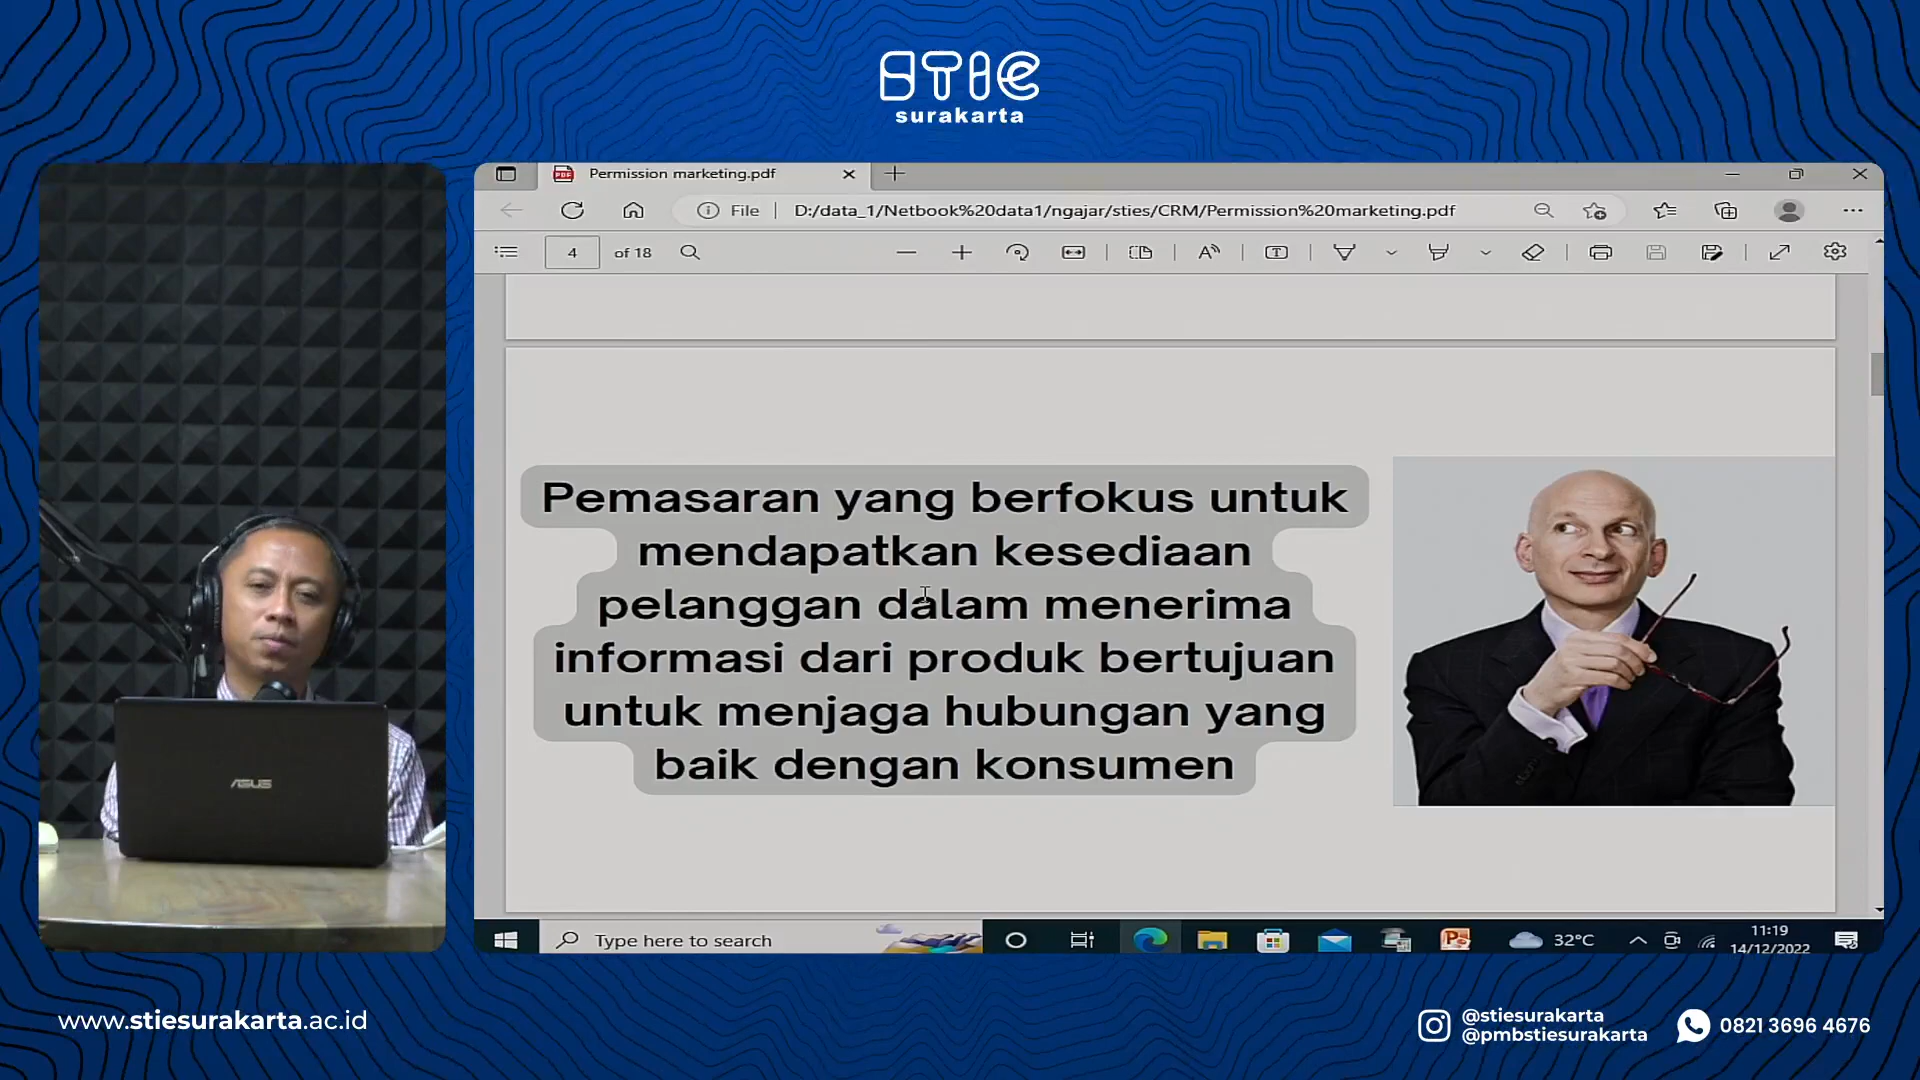 STIE
surakarta
Permission marketing.pdf
File
D:/data_1/Netbook%20data1/ngajar/sties/CRM/Permission%20marketing.pdf
4 of 18
Pemasaran yang berfokus untuk
mendapatkan kesediaan
pelanggan dalam menerima
informasi dari produk bertujuan
untuk menjaga hubungan yang
baik dengan konsumen
ASUS
Type here to search
32°C
11:19
14/12/2022
www.stiesurakarta.ac.id
@stiesurakarta
@pmbstiesurakarta
0821 3696 4676